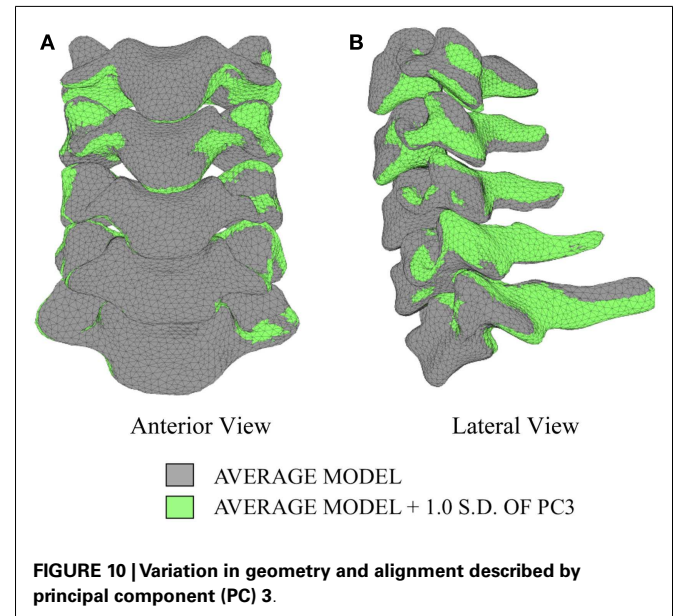 A
B
Anterior View
Lateral View
AVERAGE MODEL
AVERAGE MODEL + 1.0 S.D. OF PC3
FIGURE 10 | Variation in geometry and alignment described by
principal component (PC) 3.